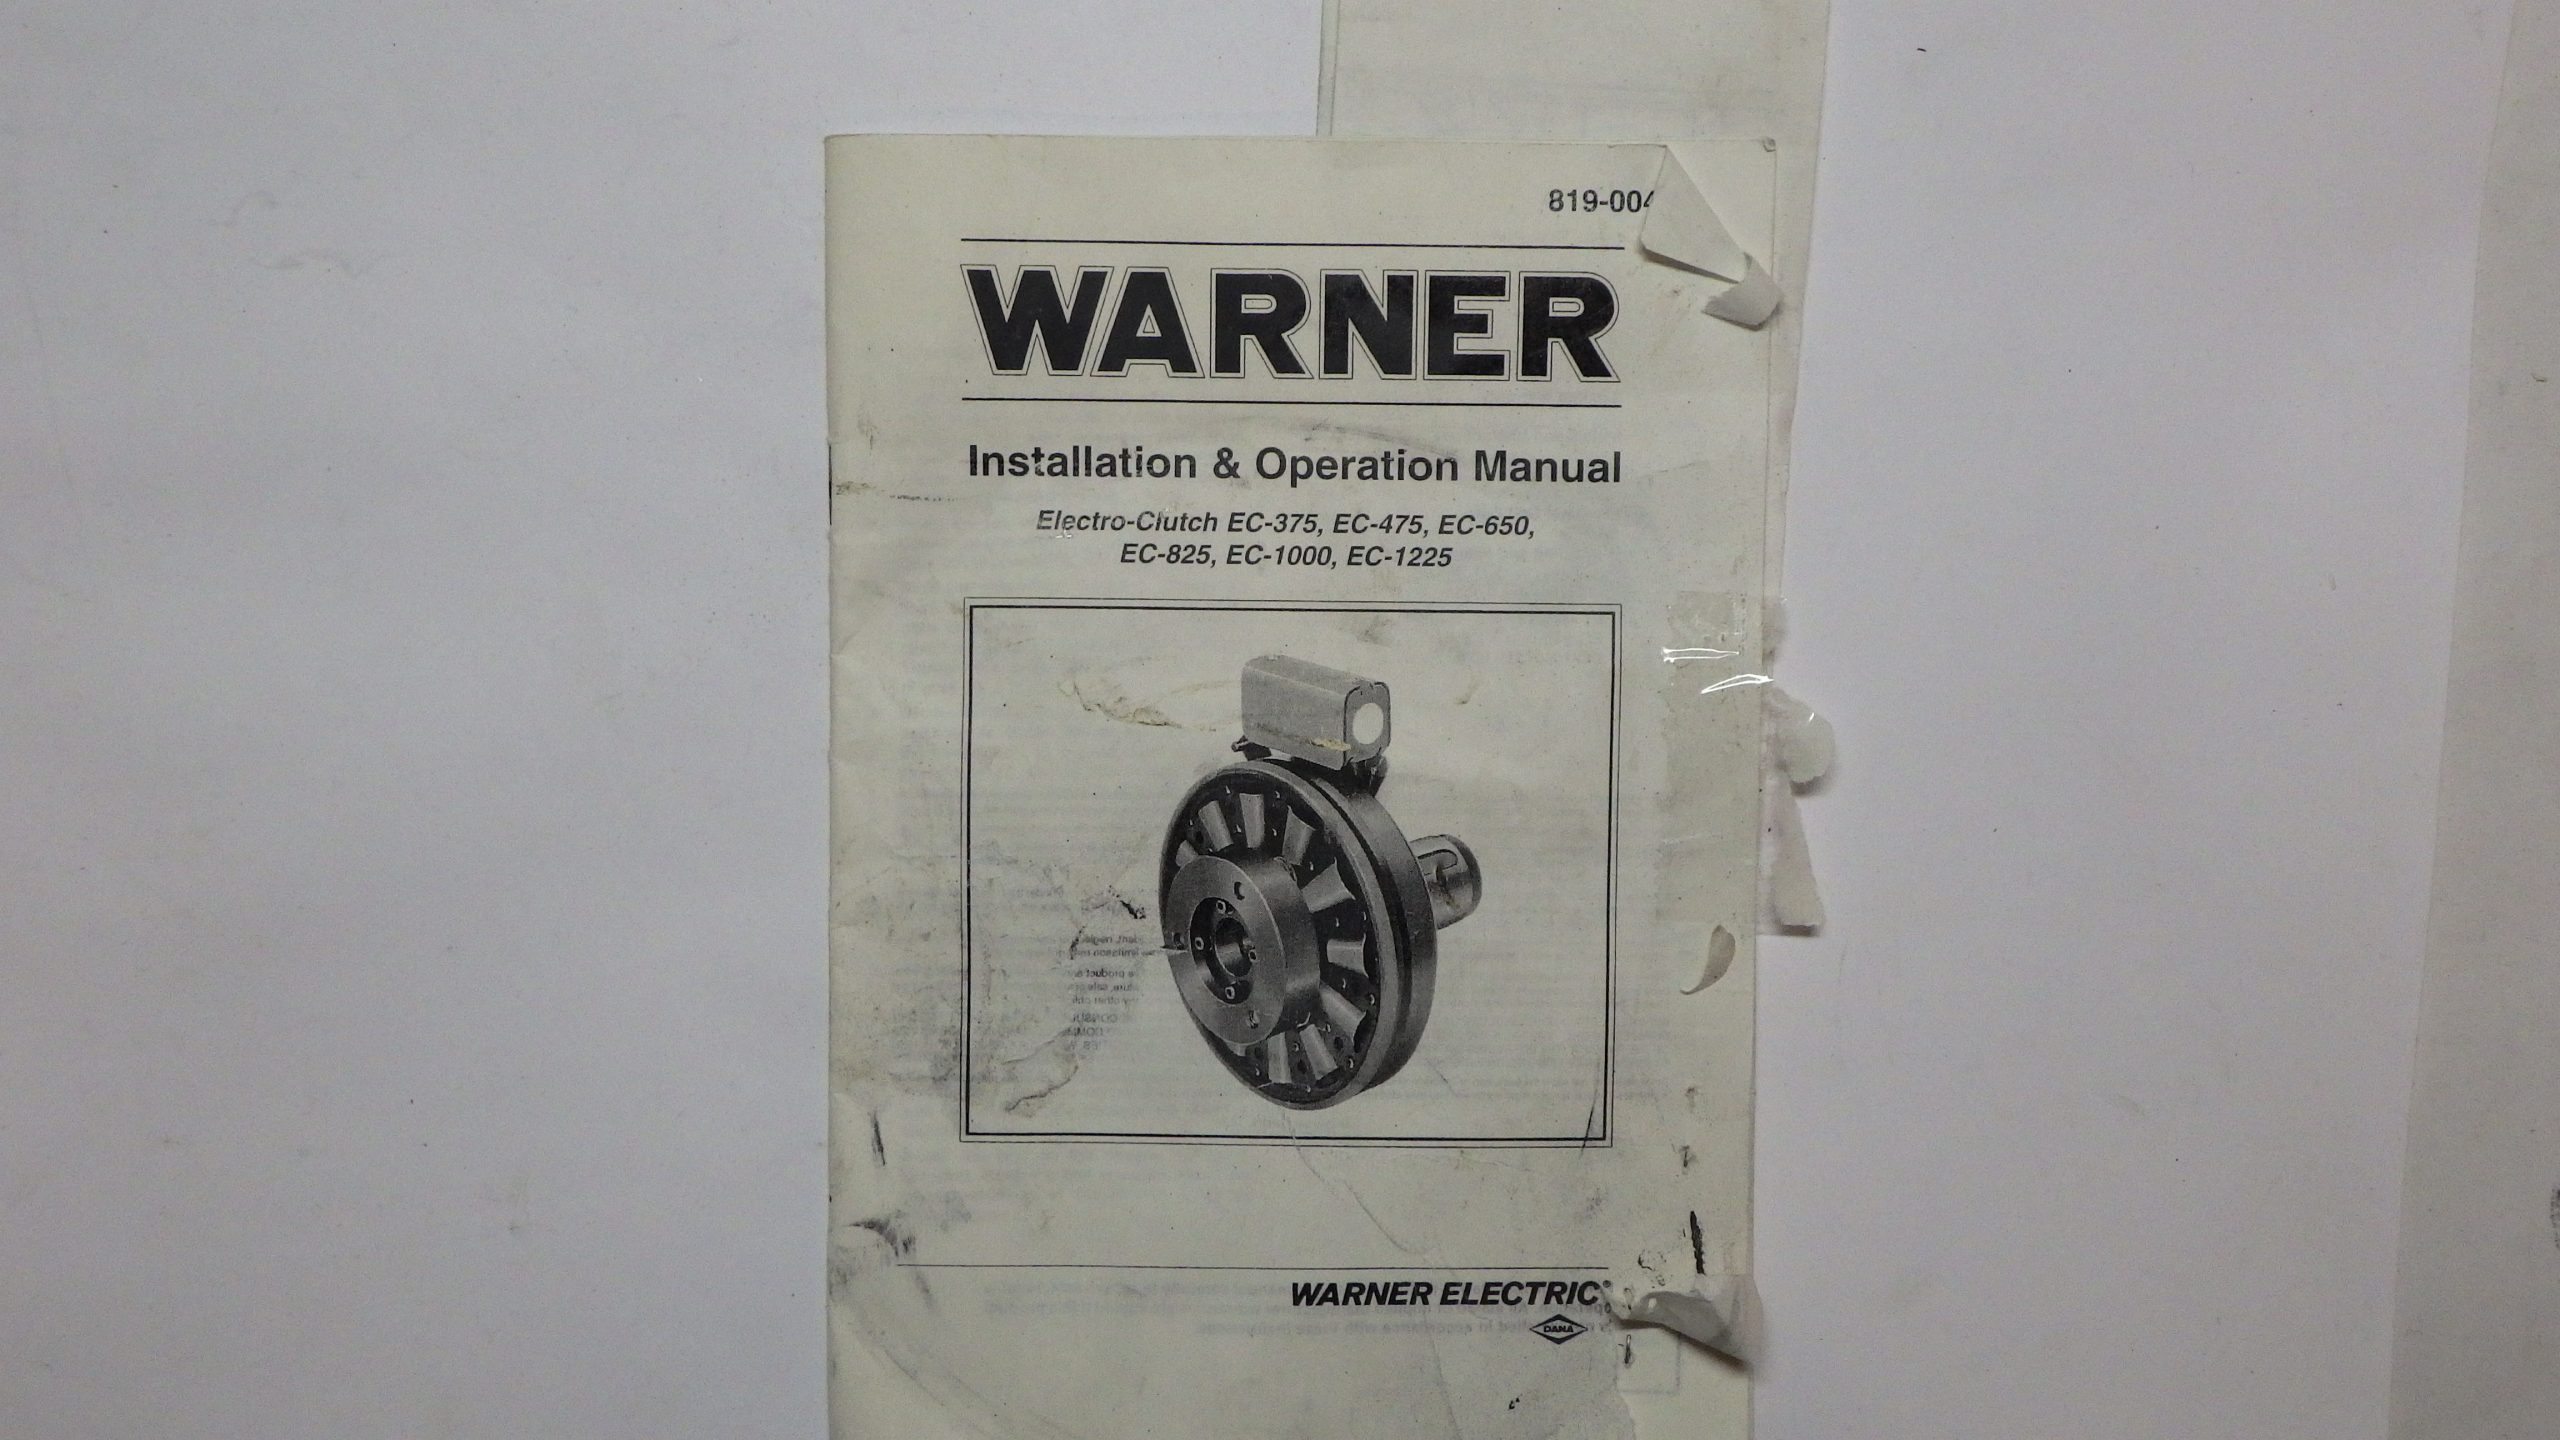 819-004
WARNER
Installation & Operation Manual
Electro-Clutch EC-375, EC-475, EC-650,
EC-825, EC-1000, EC-1225
WARNER ELECTRIC®
DANA